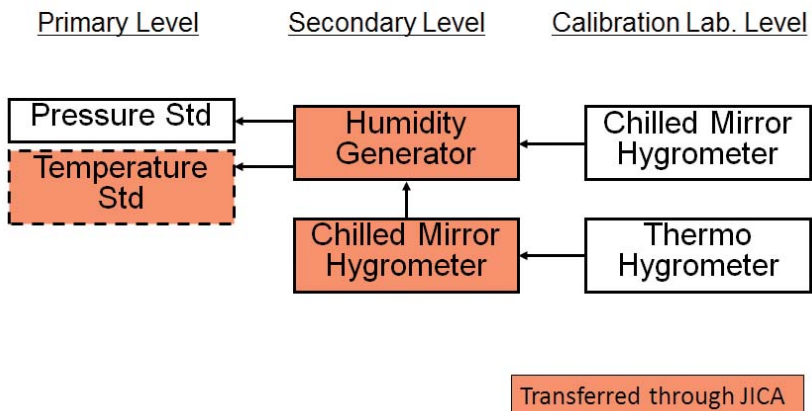 Primary Level
Secondary Level
Calibration Lab. Level
Pressure Std
Humidity
Generator
Chilled Mirror
Hygrometer
Temperature
Std
Chilled Mirror
Hygrometer
Thermo
Hygrometer
Transferred through JICA